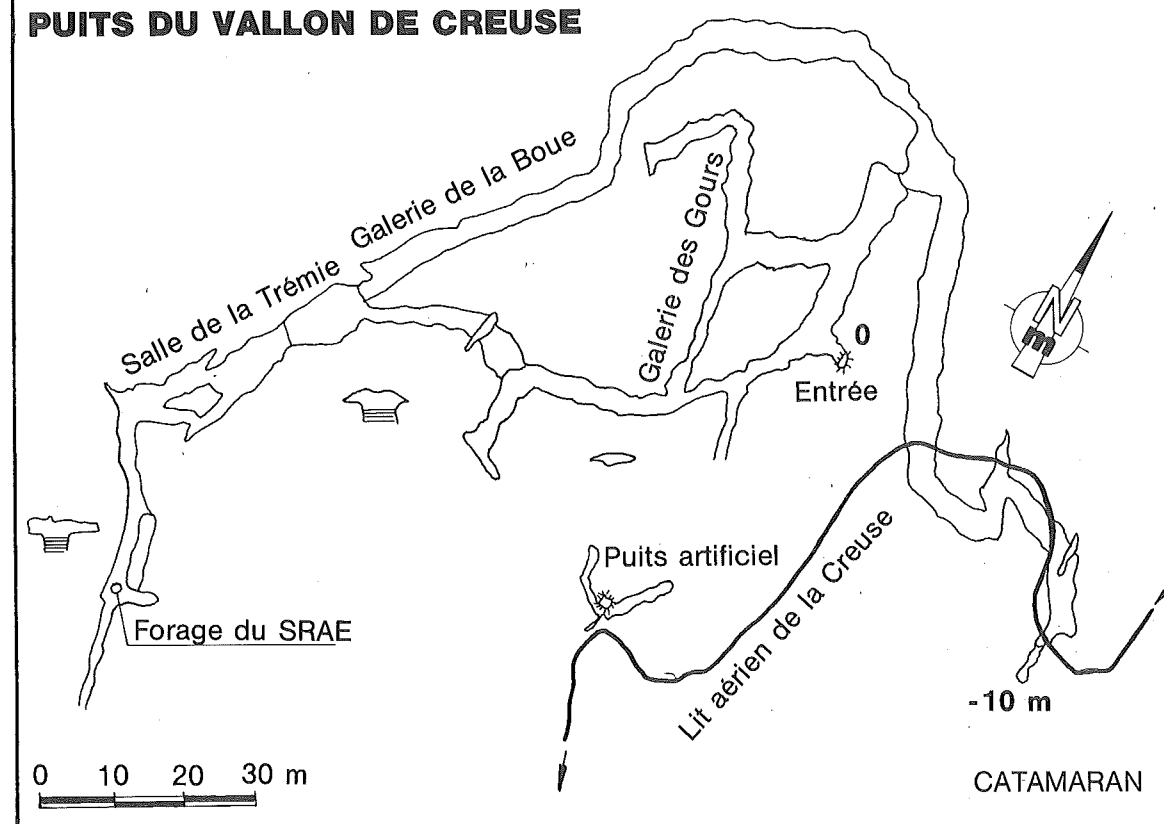 PUITS DU VALLON DE CREUSE
Galerie de la Boue
Salle de la Trémie
Galerie des Gours
0
Entrée
N
m
Puits artificiel
Lit aérien de la Creuse
Forage du SRAE
-10 m
0 10 20 30 m
CATAMARAN